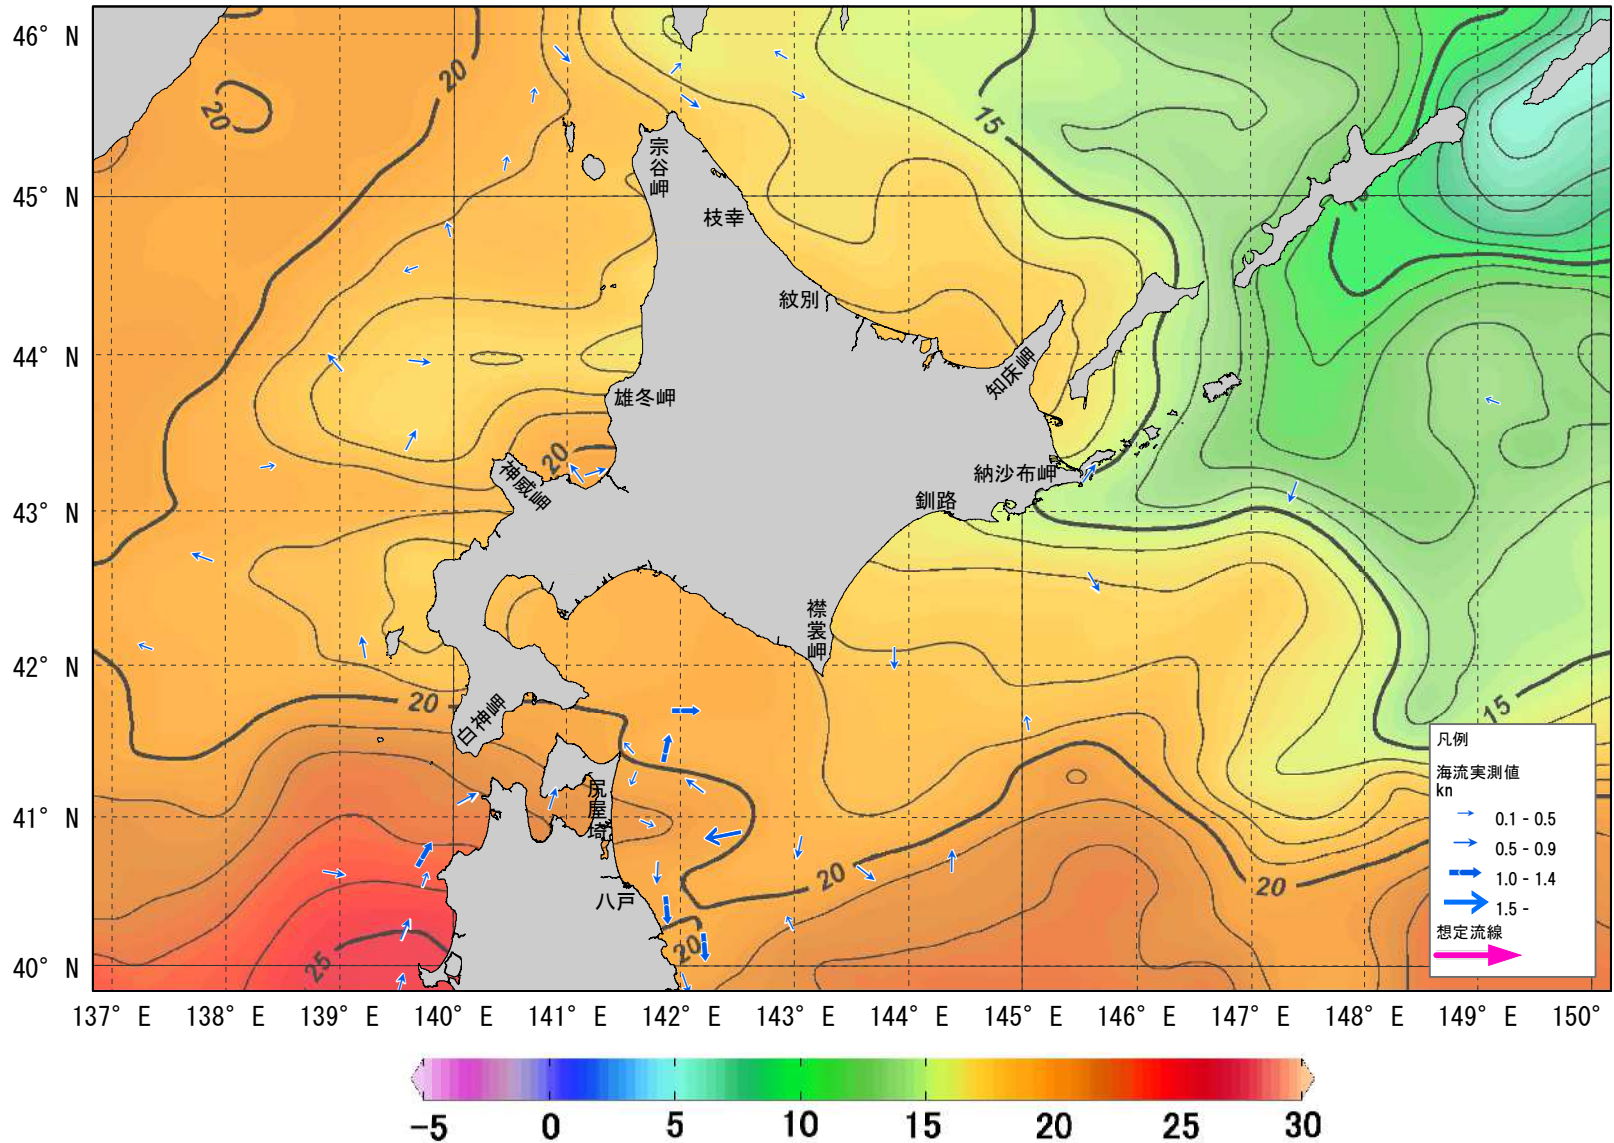 46° N
45° N
44° N
43° N
42° N
41° N
40° N
137° E
138° E
139° E
140° E
141° E
142° E
143° E
144° E
145° E
146° E
147° E
148° E
149° E
150°
20
20
15
20
20
15
20
20
20
25
宗谷岬
枝幸
紋別
知床岬
雄冬岬
神威岬
納沙布岬
釧路
襟裳岬
白神岬
尻屋埼
八戸
凡例
海流実測値
kn
0.1 - 0.5
0.5 - 0.9
1.0 - 1.4
1.5 -
想定流線
-5
0
5
10
15
20
25
30